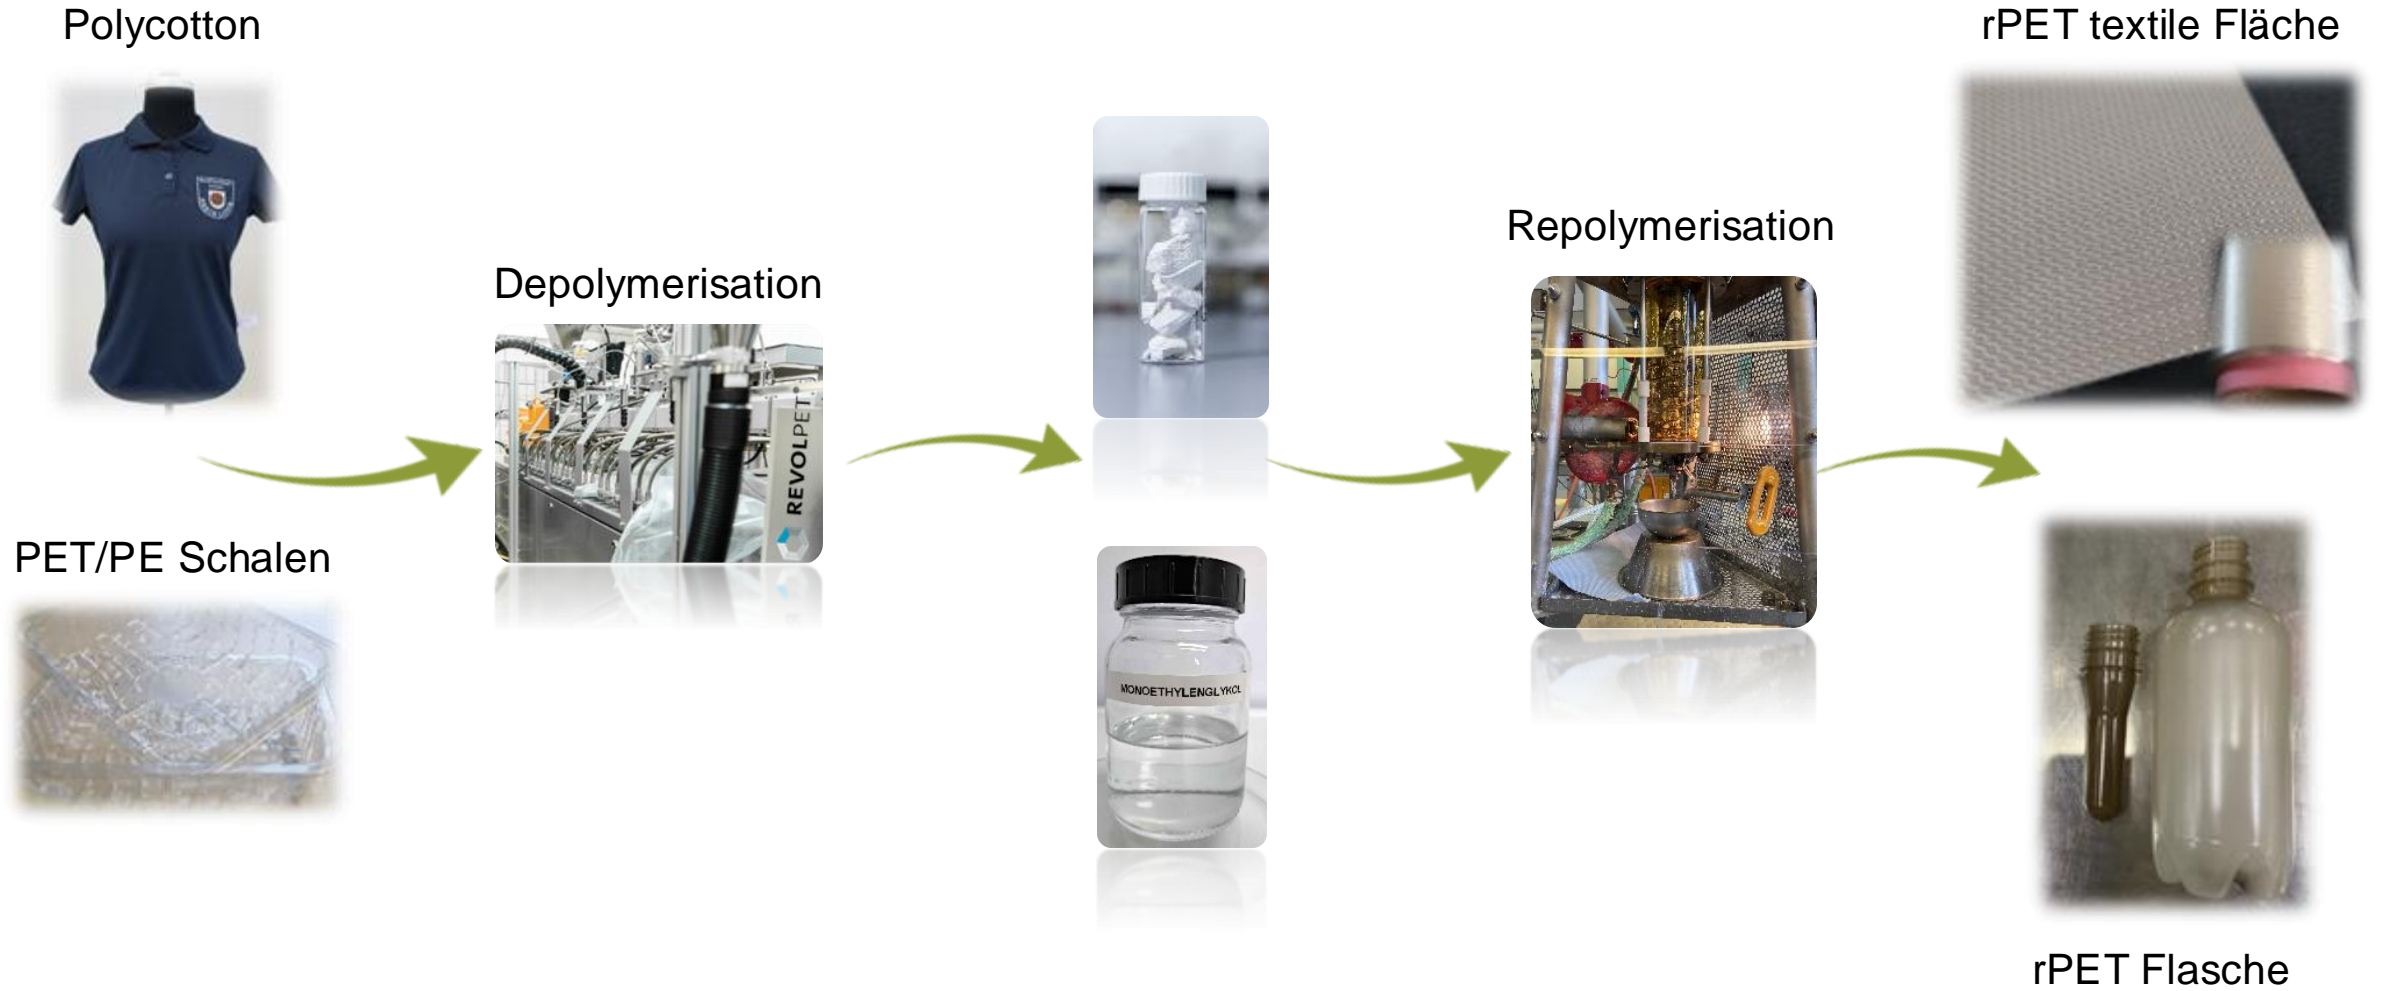 Polycotton
PET/PE Schalen
Depolymerisation
REVOLPET
MONOETHYLENGLYKOL
Repolymerisation
rPET textile Fläche
rPET Flasche